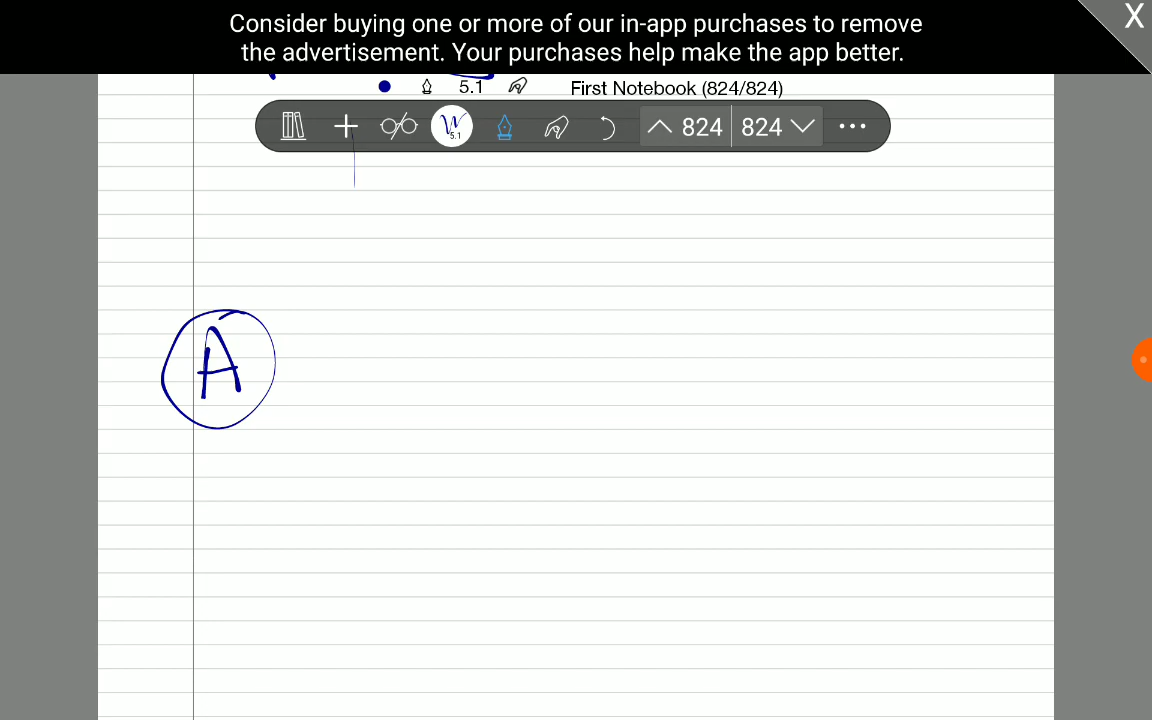 Consider buying one or more of our in-app purchases to remove
the advertisement. Your purchases help make the app better.
X
5.1 First Notebook (824/824)
W 5.1 824 824
A